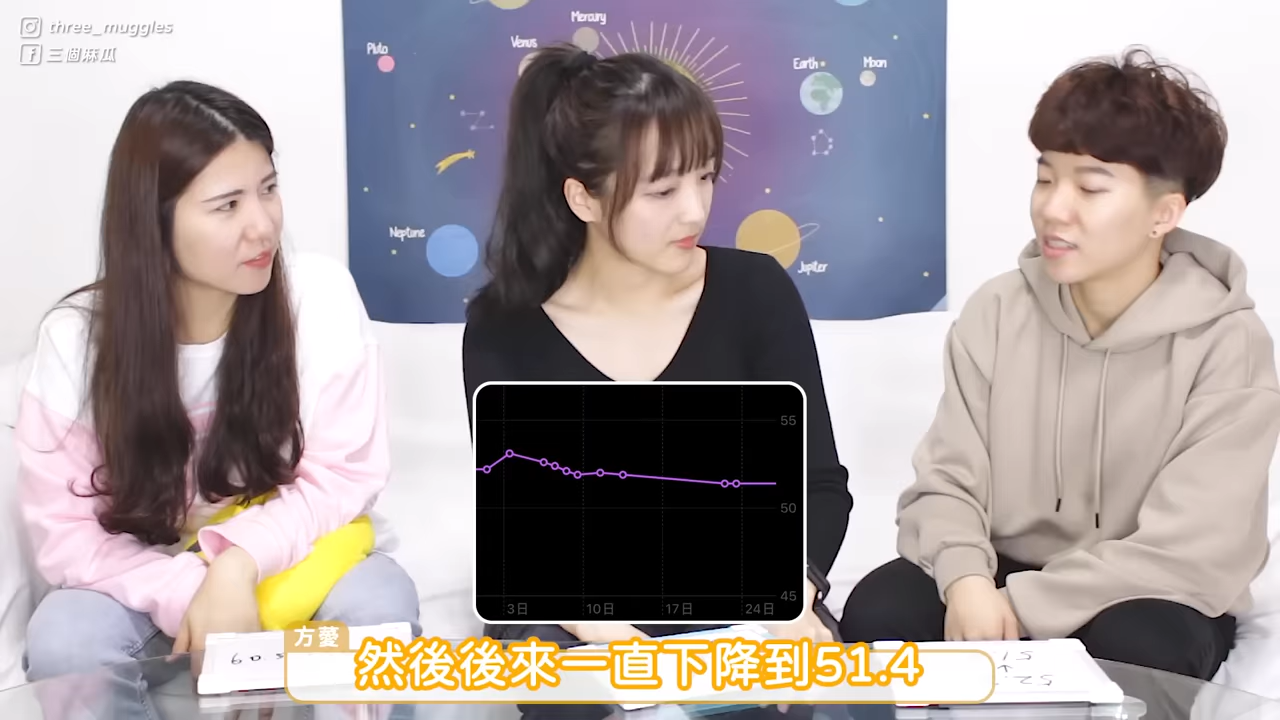 three_muggles
三個麻瓜
Mercury
Pluto
Venus
Earth
Moon
Neptune
Jupiter
55
50
45
3日
10日
17日
24日
方薆
然後後來一直下降到51.4